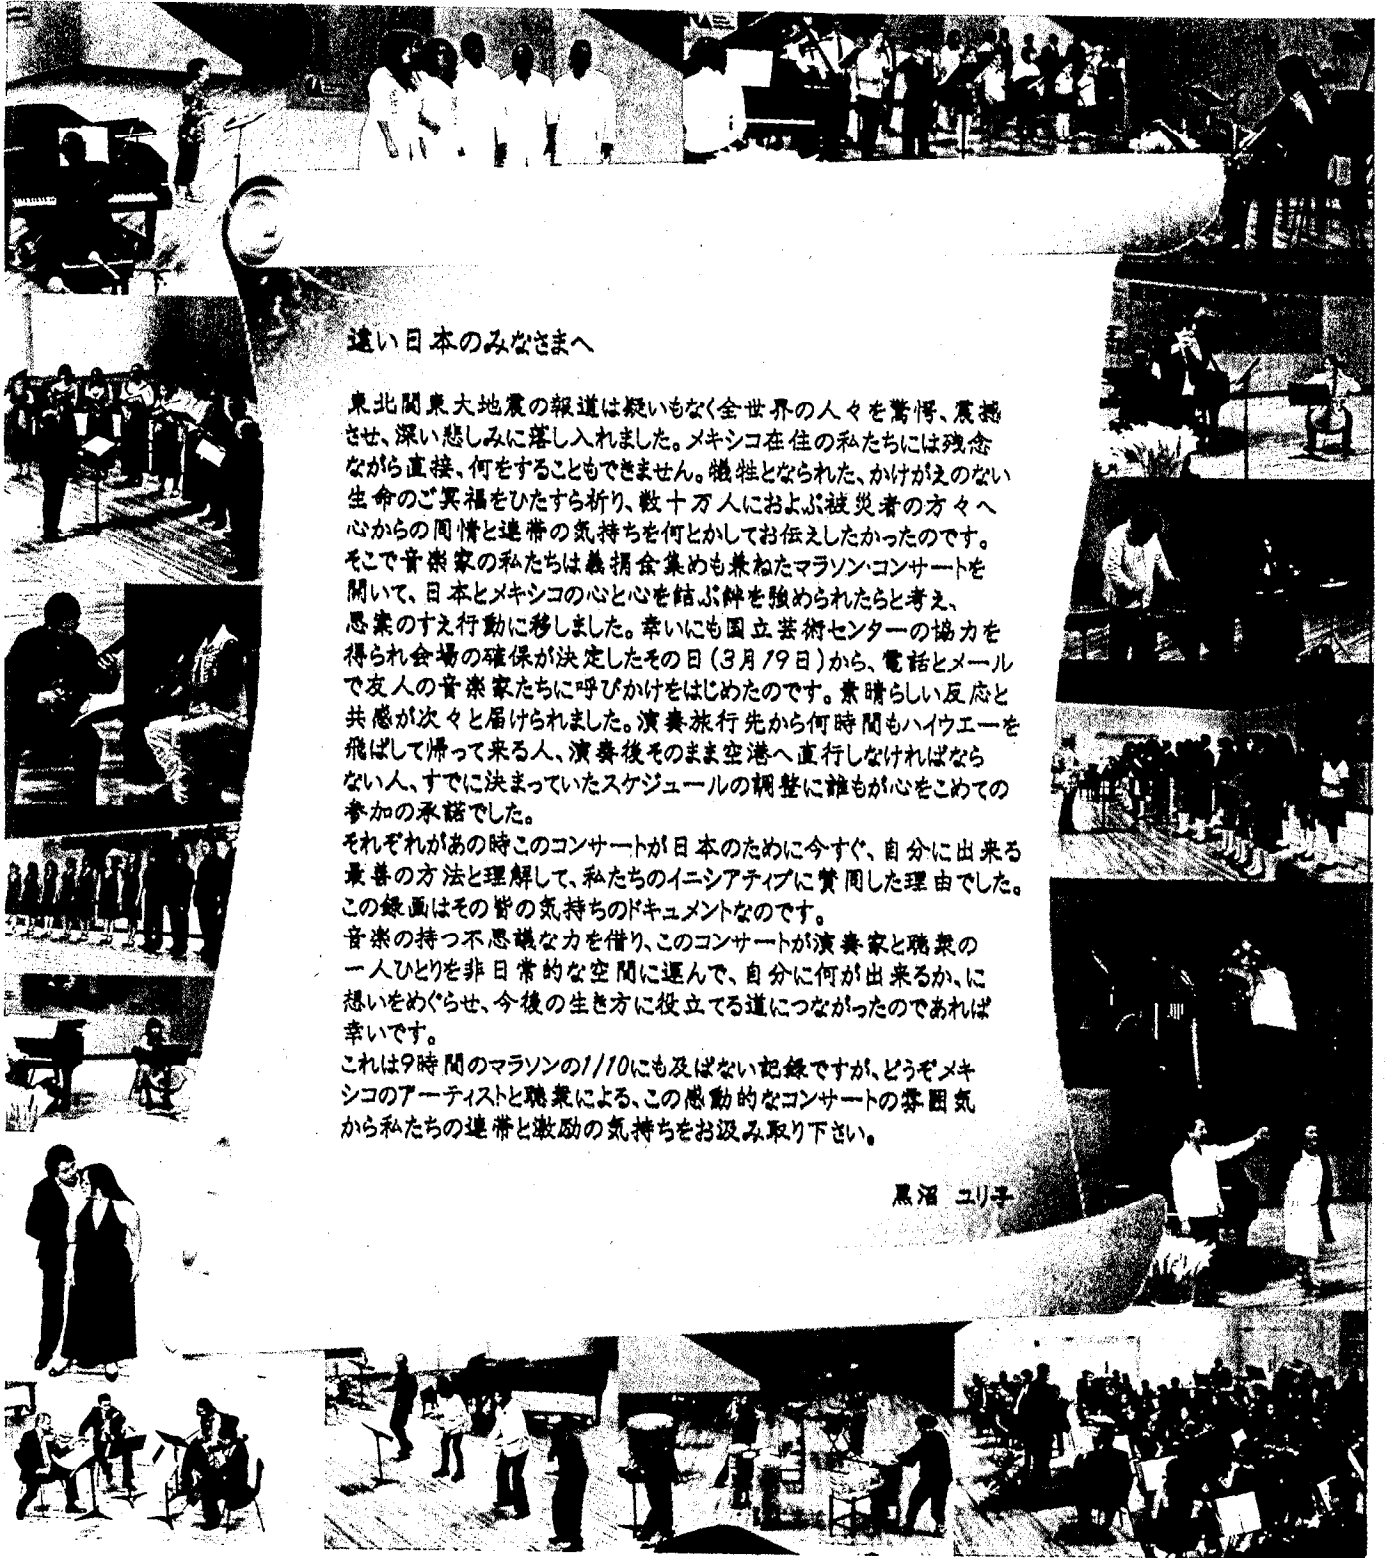 遠い日本のみなさまへ
東北関東大地震の報道は疑いもなく全世界の人々を驚愕、震撼
させ、深い悲しみに落し入れました。メキシコ在住の私たちには残念
ながら直接、何をすることもできません。犠牲となられた、かけがえのない
生命のご冥福をひたすら祈り、数十万人におよぶ被災者の方々へ
心からの同情と連帯の気持ちを何とかしてお伝えしたかったのです。
そこで音楽家の私たちは義捐金集めも兼ねたマラソン・コンサートを
開いて、日本とメキシコの心と心を結ぶ絆を強められたらと考え、
思案のすえ行動に移しました。幸いにも国立芸術センターの協力を
得られ会場の確保が決定したその日(3月19日)から、電話とメール
で友人の音楽家たちに呼びかけをはじめたのです。素晴らしい反応と
共感が次々と届けられました。演奏旅行先から何時間もハイウエーを
飛ばして帰って来る人、演奏後そのまま空港へ直行しなければなら
ない人、すでに決まっていたスケジュールの調整に誰もが心をこめての
参加の承諾でした。
それぞれがあの時このコンサートが日本のために今すぐ、自分に出来る
最善の方法と理解して、私たちのイニシアティブに賛同した理由でした。
この録画はその皆の気持ちのドキュメントなのです。
音楽の持つ不思議な力を借り、このコンサートが演奏家と聴衆の
一人ひとりを非日常的な空間に運んで、自分に何が出来るか、に
想いをめぐらせ、今後の生き方に役立てる道につながったのであれば
幸いです。
これは9時間のマラソンの1/10にも及ばない記録ですが、どうぞメキ
シコのアーティストと聴衆による、この感動的なコンサートの雰囲気
から私たちの連帯と激励の気持ちをお汲み取り下さい。
黒沼 ユリ子